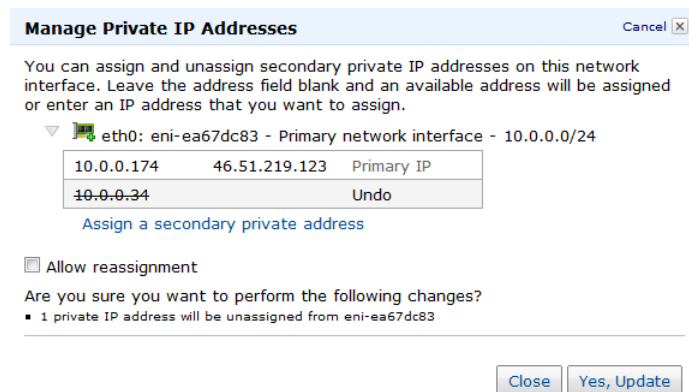 Manage Private IP Addresses Cancel
You can assign and unassign secondary private IP addresses on this network
interface. Leave the address field blank and an available address will be assigned
or enter an IP address that you want to assign.
eth0: eni-ea67dc83 - Primary network interface - 10.0.0.0/24
10.0.0.174 46.51.219.123 Primary IP
10.0.0.34 Undo
Assign a secondary private address
Allow reassignment
Are you sure you want to perform the following changes?
▪ 1 private IP address will be unassigned from eni-ea67dc83
Close Yes, Update